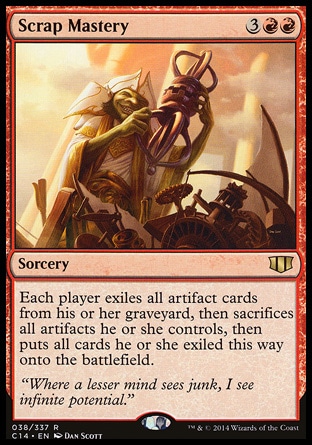 Scrap Mastery 3
Sorcery
Each player exiles all artifact cards
from his or her graveyard, then sacrifices
all artifacts he or she controls, then
puts all cards he or she exiled this way
onto the battlefield.
“Where a lesser mind sees junk, I see
infinite potential.”
038/337 R
C14 • EN Dan Scott
™ & © 2014 Wizards of the Coast